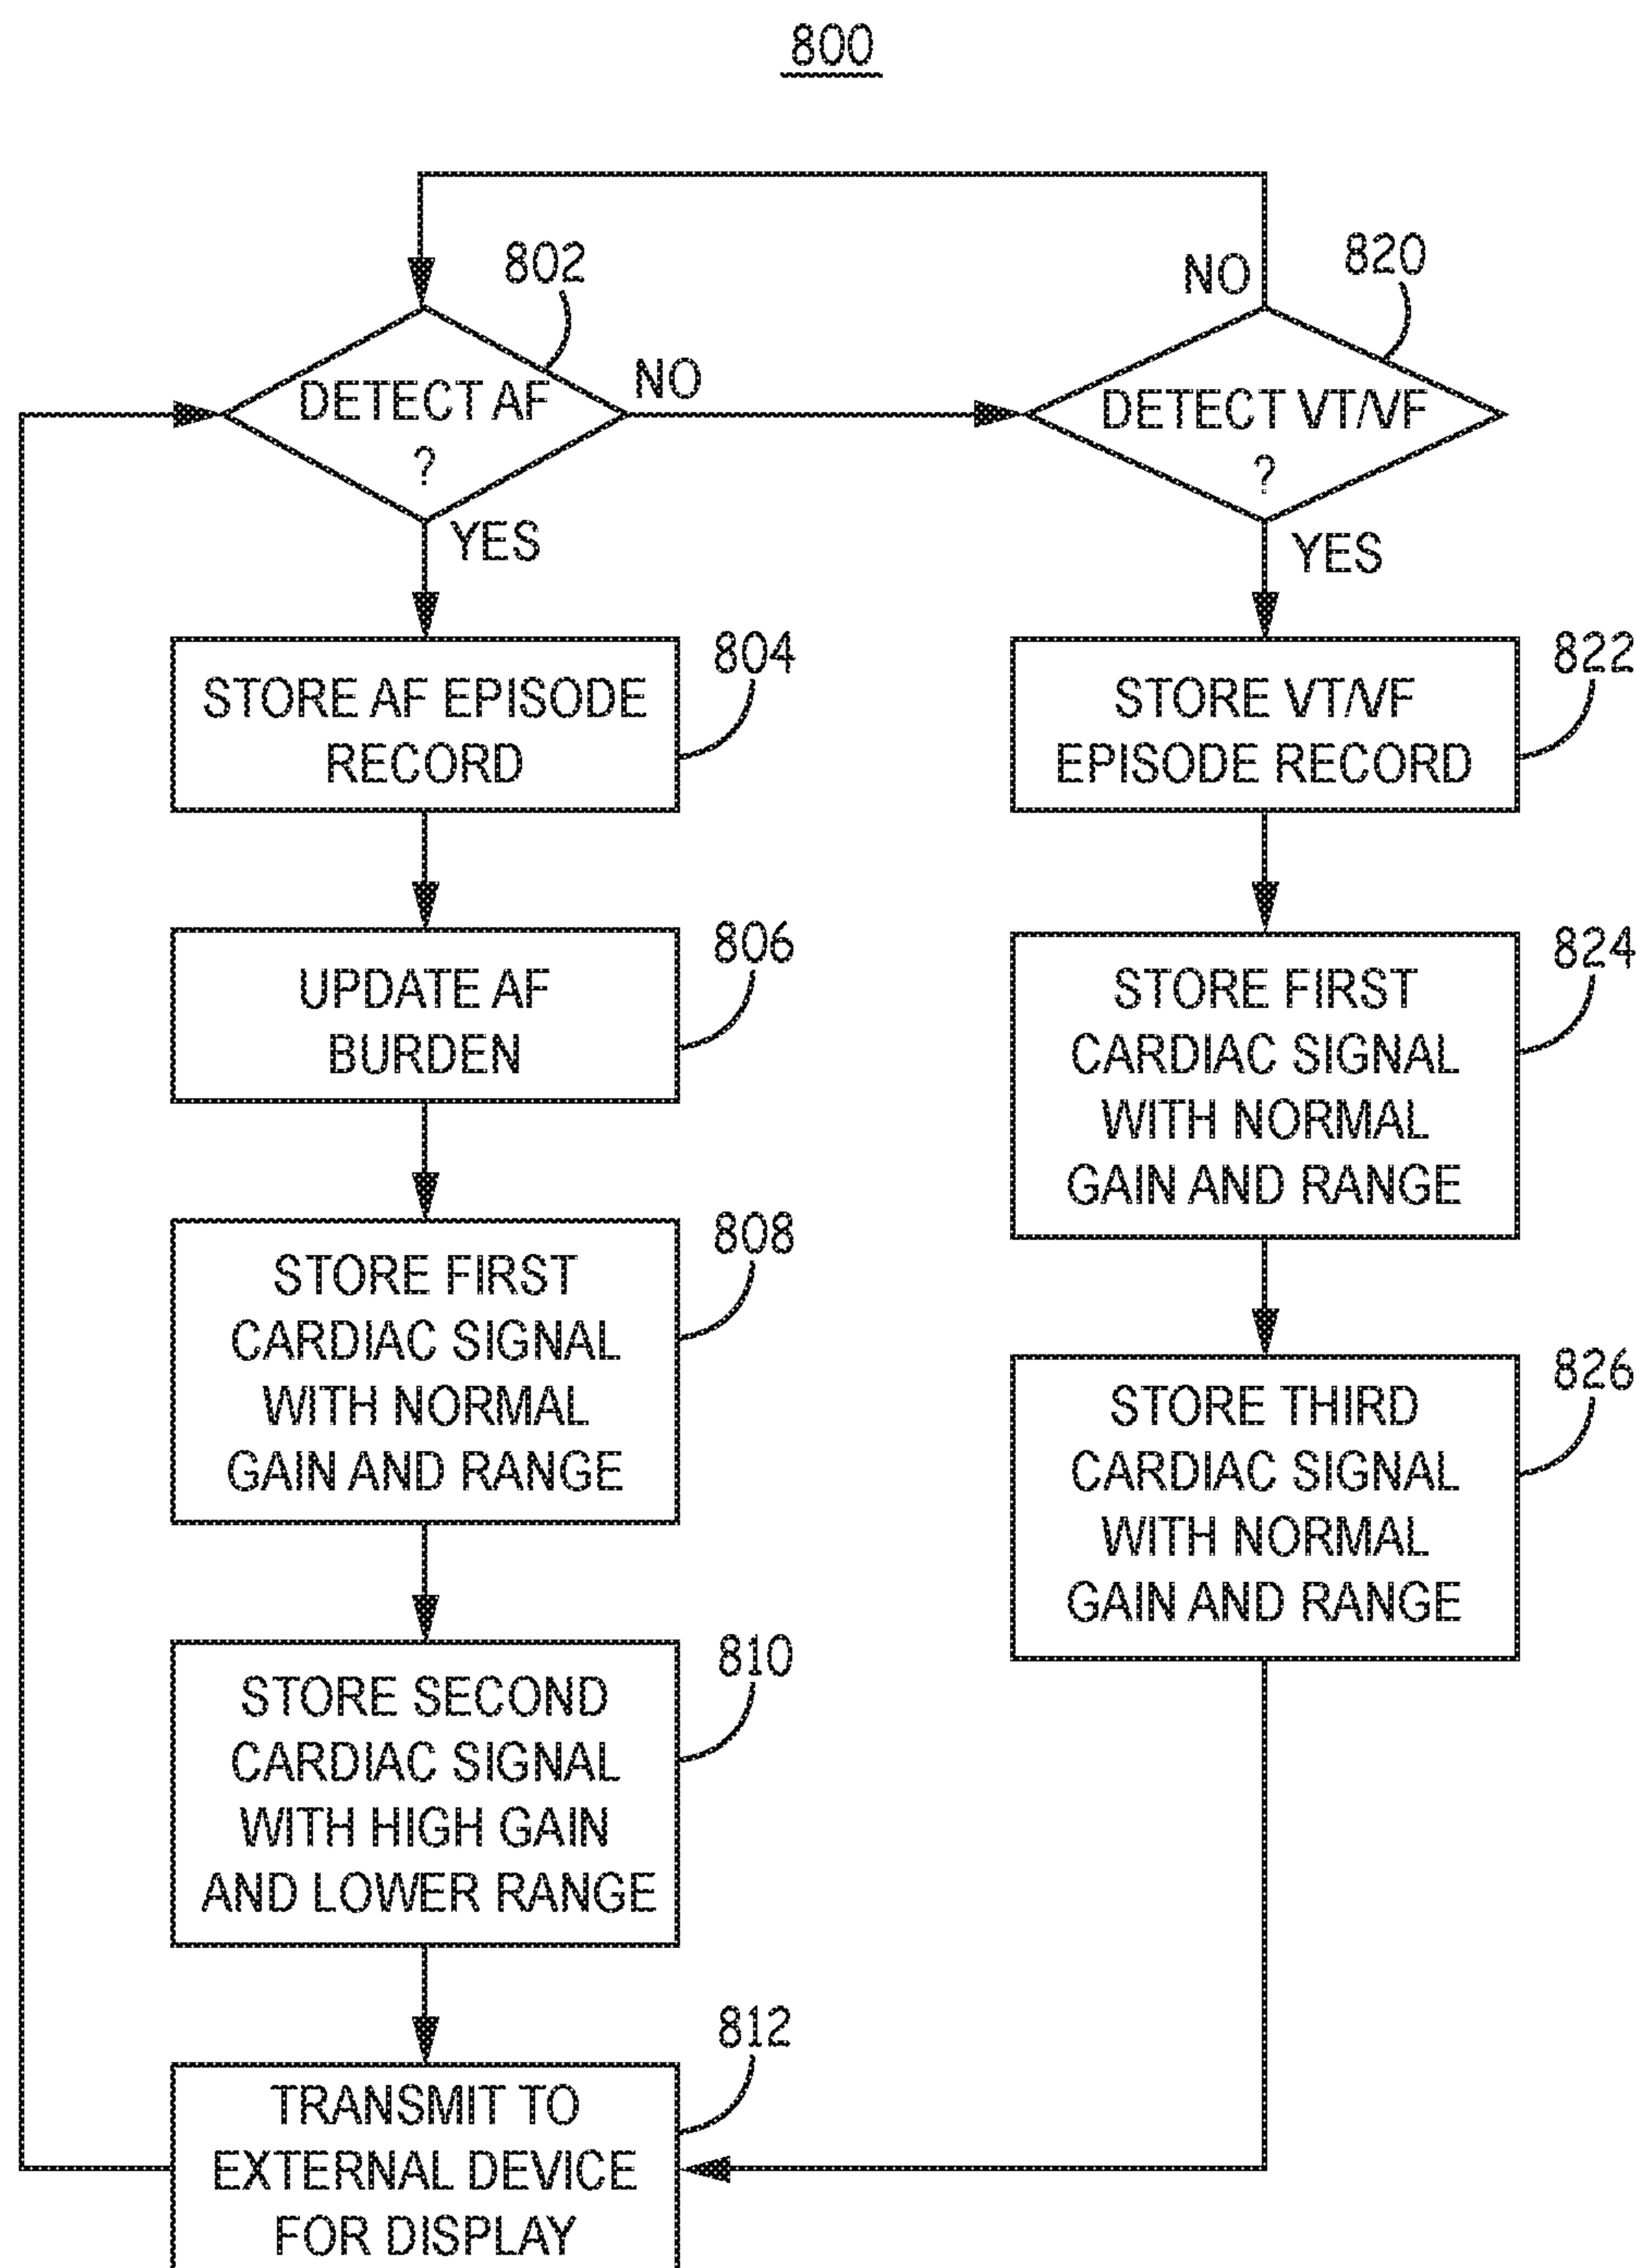 800
802
DETECT AF
?
NO
YES
820
NO
DETECT VT/VF
?
YES
804
STORE AF EPISODE
RECORD
806
UPDATE AF
BURDEN
808
STORE FIRST
CARDIAC SIGNAL
WITH NORMAL
GAIN AND RANGE
810
STORE SECOND
CARDIAC SIGNAL
WITH HIGH GAIN
AND LOWER RANGE
812
TRANSMIT TO
EXTERNAL DEVICE
FOR DISPLAY
822
STORE VT/VF
EPISODE RECORD
824
STORE FIRST
CARDIAC SIGNAL
WITH NORMAL
GAIN AND RANGE
826
STORE THIRD
CARDIAC SIGNAL
WITH NORMAL
GAIN AND RANGE